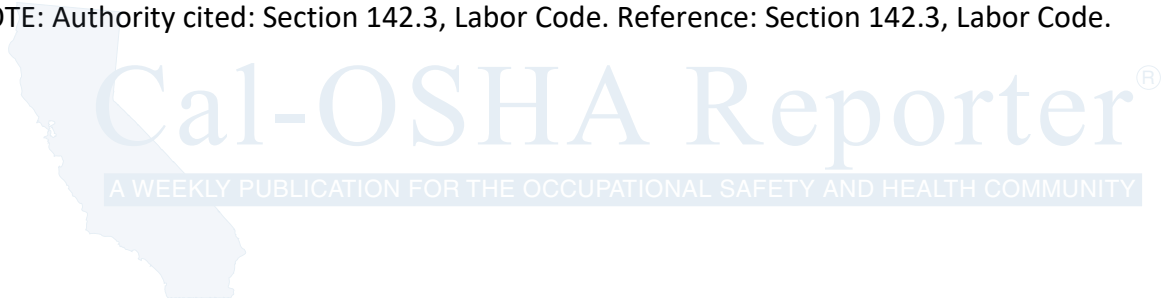 OTE: Authority cited: Section 142.3, Labor Code. Reference: Section 142.3, Labor Code.
Cal-OSHA Reporter®
A WEEKLY PUBLICATION FOR THE OCCUPATIONAL SAFETY AND HEALTH COMMUNITY